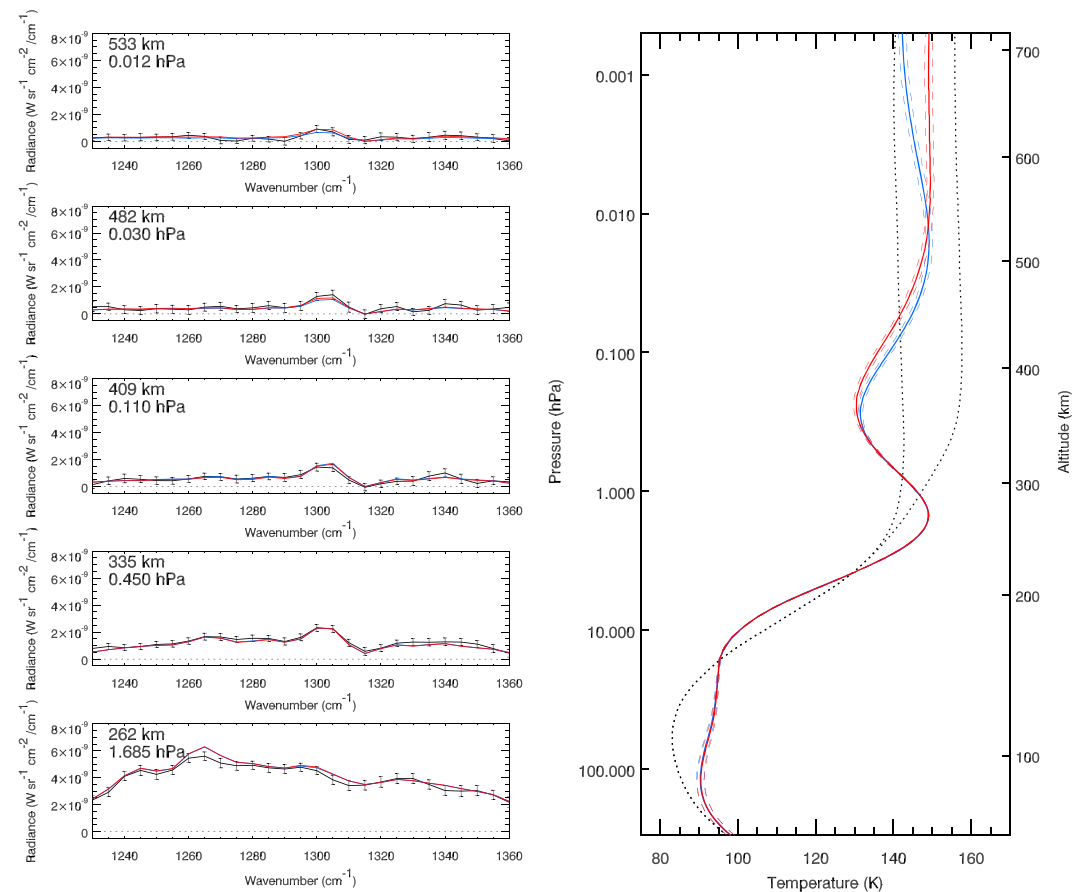 533 km
0.012 hPa
8×10⁻⁹
6×10⁻⁹
4×10⁻⁹
2×10⁻⁹
0
Radiance (W sr⁻¹ cm⁻² /cm⁻¹)
1240 1260 1280 1300 1320 1340 1360
Wavenumber (cm⁻¹)
482 km
0.030 hPa
8×10⁻⁹
6×10⁻⁹
4×10⁻⁹
2×10⁻⁹
0
Radiance (W sr⁻¹ cm⁻² /cm⁻¹)
1240 1260 1280 1300 1320 1340 1360
Wavenumber (cm⁻¹)
409 km
0.110 hPa
8×10⁻⁹
6×10⁻⁹
4×10⁻⁹
2×10⁻⁹
0
Radiance (W sr⁻¹ cm⁻² /cm⁻¹)
1240 1260 1280 1300 1320 1340 1360
Wavenumber (cm⁻¹)
335 km
0.450 hPa
8×10⁻⁹
6×10⁻⁹
4×10⁻⁹
2×10⁻⁹
0
Radiance (W sr⁻¹ cm⁻² /cm⁻¹)
1240 1260 1280 1300 1320 1340 1360
Wavenumber (cm⁻¹)
262 km
1.685 hPa
8×10⁻⁹
6×10⁻⁹
4×10⁻⁹
2×10⁻⁹
0
Radiance (W sr⁻¹ cm⁻² /cm⁻¹)
1240 1260 1280 1300 1320 1340 1360
Wavenumber (cm⁻¹)
0.001
0.010
0.100
1.000
10.000
100.000
Pressure (hPa)
80 100 120 140 160
Temperature (K)
700
600
500
400
300
200
100
Altitude (km)